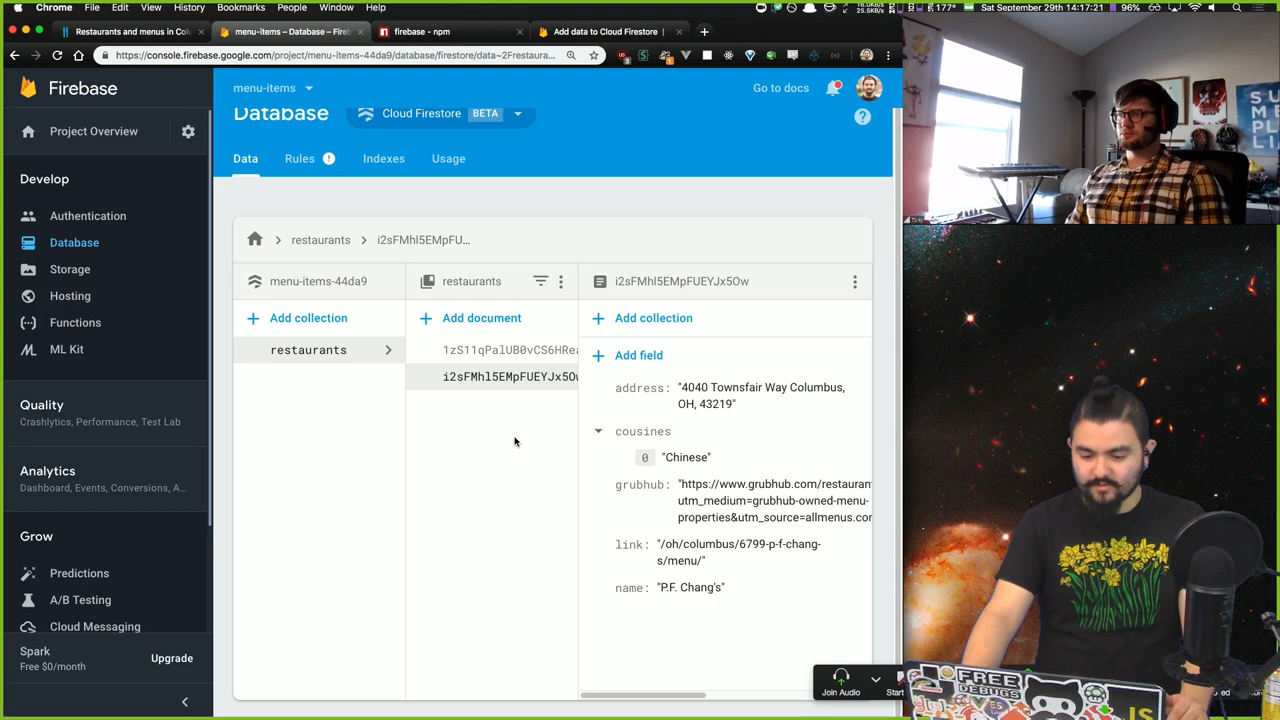 Chrome File Edit View History Bookmarks People Window Help
177° Sat September 29th 14:17:21 96%
Restaurants and menus in Col
menu-items – Database – Fireb
firebase - npm
Add data to Cloud Firestore
https://console.firebase.google.com/project/menu-items-44da9/database/firestore/data~2Frestaura...
Firebase
menu-items
Go to docs
Project Overview
Database
Cloud Firestore BETA
Data Rules Indexes Usage
Develop
Authentication
Database
Storage
Hosting
Functions
ML Kit
Quality
Crashlytics, Performance, Test Lab
Analytics
Dashboard, Events, Conversions, A...
Grow
Predictions
A/B Testing
Cloud Messaging
Spark
Free $0/month
Upgrade
restaurants
i2sFMhl5EMpFU...
menu-items-44da9
restaurants
i2sFMhl5EMpFUEYJx5Ow
Add collection
Add document
Add collection
restaurants
1zS11qPalUB0vCS6HRea
i2sFMhl5EMpFUEYJx5Ow
Add field
address: "4040 Townsfair Way Columbus,
OH, 43219"
cousines
0 "Chinese"
grubhub: "https://www.grubhub.com/restaurant
utm_medium=grubhub-owned-menu-
properties&utm_source=allmenus.com
link: "/oh/columbus/6799-p-f-chang-
s/menu/"
name: "P.F. Chang's"
Join Audio
Start
FREE
DEBUGS
JS